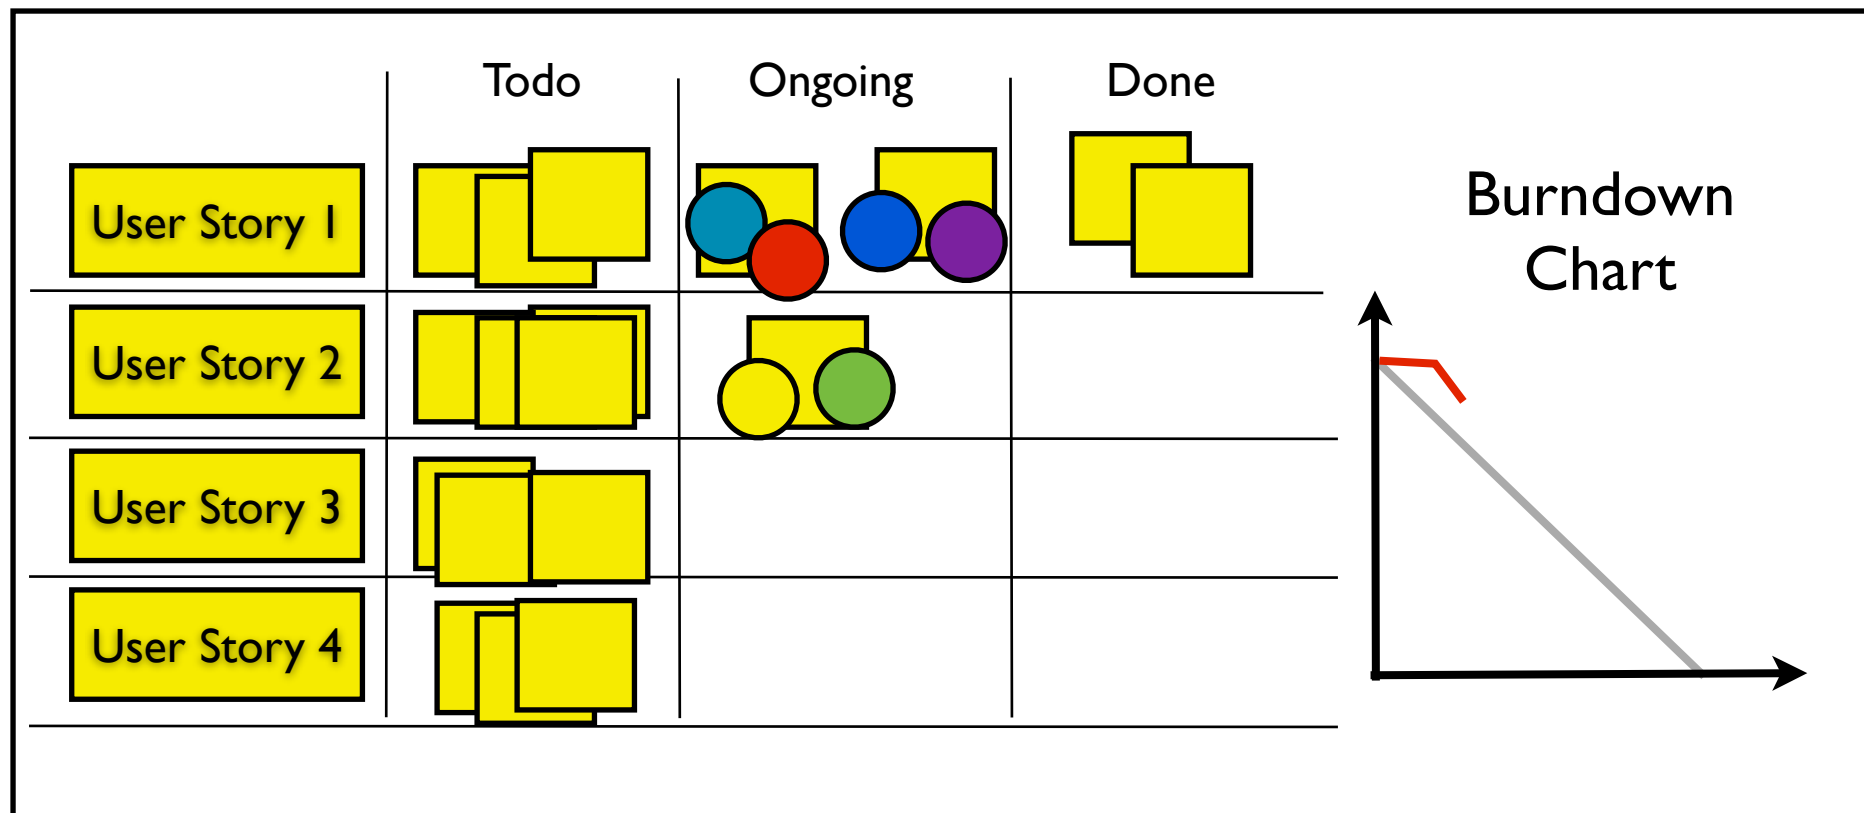 Todo
Ongoing
Done
User Story 1
User Story 2
User Story 3
User Story 4
Burndown
Chart